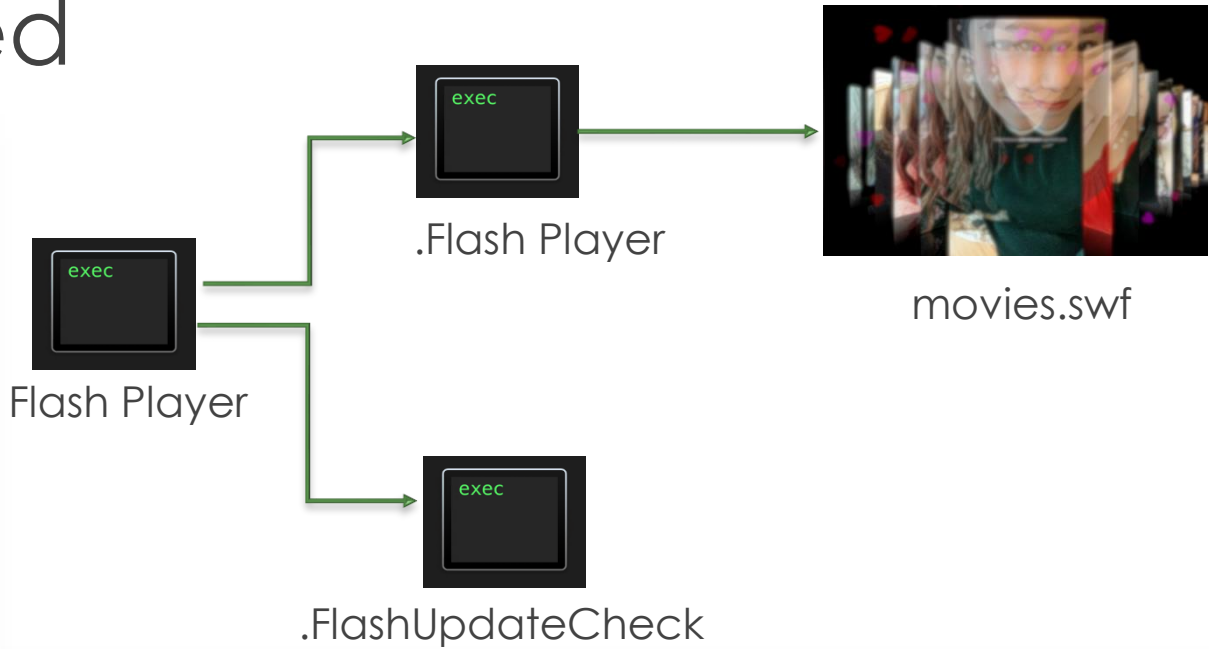 ed
exec
.Flash Player
movies.swf
exec
Flash Player
exec
.FlashUpdateCheck